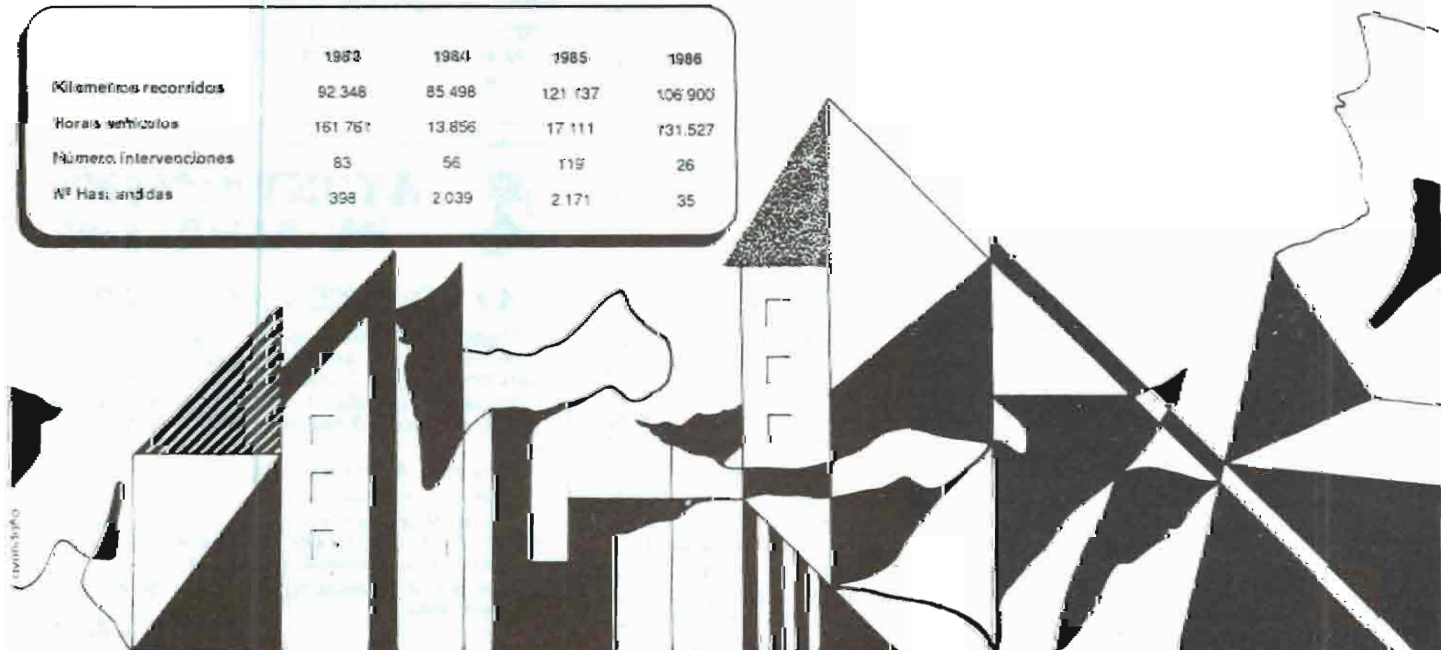 1983 1984 1985 1986
Kilometros recorridos 92.348 85.498 121.137 106.900
Horas vehículos 161.761 13.856 17.111 131.527
Número intervenciones 83 56 119 26
Nº Has. ardidas 398 2.039 2.171 35
avendaño